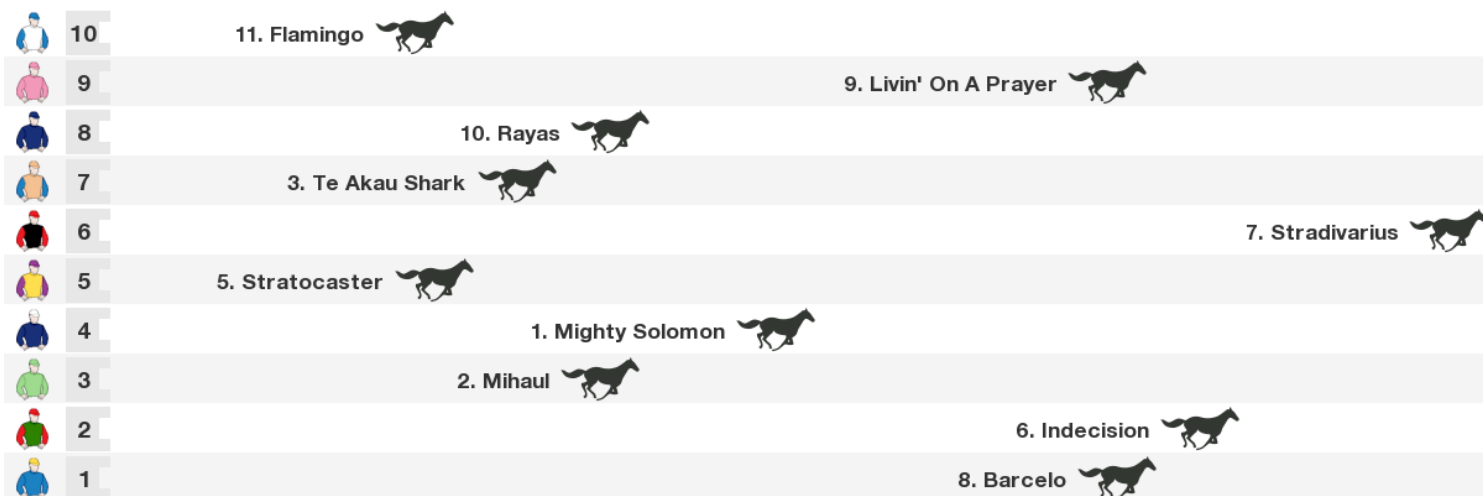 10 11. Flamingo
9 9. Livin' On A Prayer
8 10. Rayas
7 3. Te Akau Shark
6 7. Stradivarius
5 5. Stratocaster
4 1. Mighty Solomon
3 2. Mihaul
2 6. Indecision
1 8. Barcelo